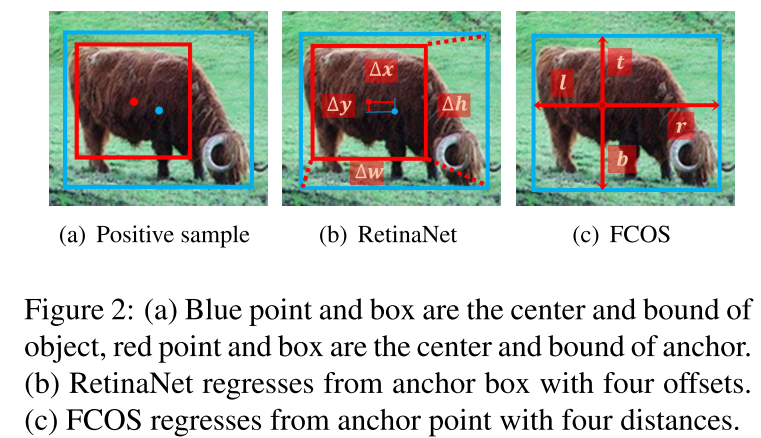 Δx
Δy
Δh
Δw
l
t
r
b
(a) Positive sample
(b) RetinaNet
(c) FCOS
Figure 2: (a) Blue point and box are the center and bound of
object, red point and box are the center and bound of anchor.
(b) RetinaNet regresses from anchor box with four offsets.
(c) FCOS regresses from anchor point with four distances.